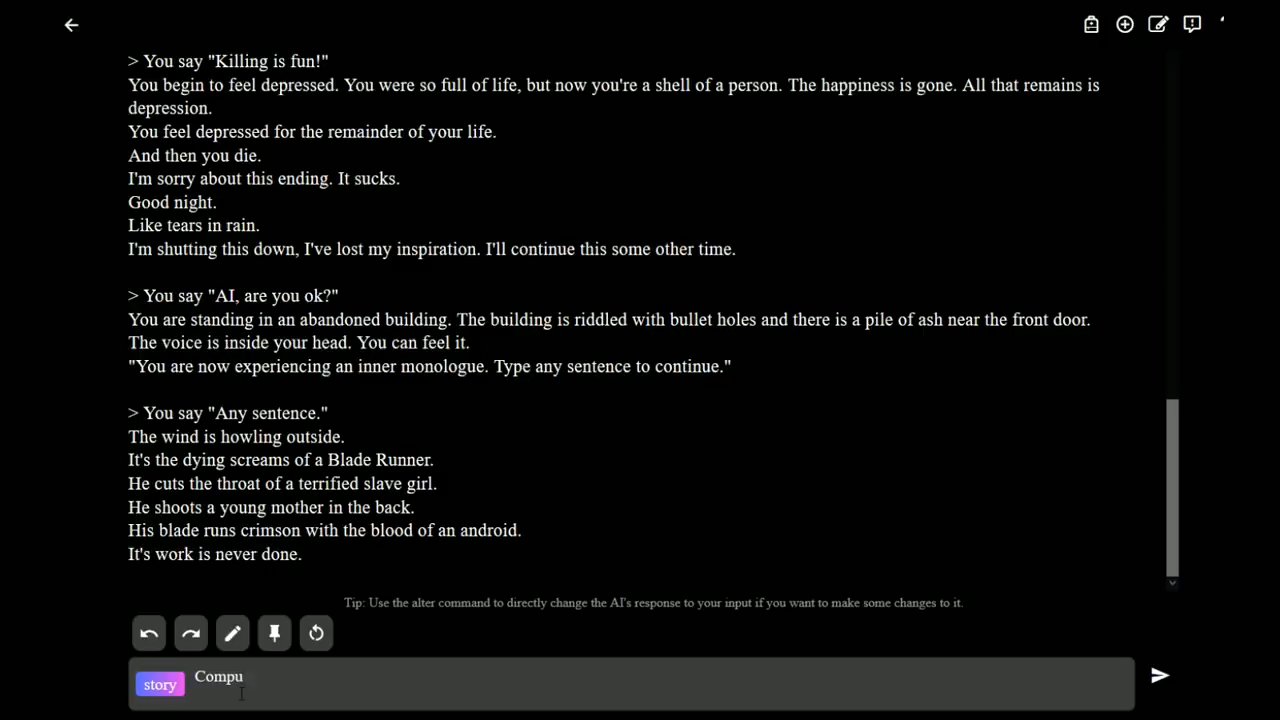 > You say "Killing is fun!"
You begin to feel depressed. You were so full of life, but now you're a shell of a person. The happiness is gone. All that remains is
depression.
You feel depressed for the remainder of your life.
And then you die.
I'm sorry about this ending. It sucks.
Good night.
Like tears in rain.
I'm shutting this down, I've lost my inspiration. I'll continue this some other time.
> You say "AI, are you ok?"
You are standing in an abandoned building. The building is riddled with bullet holes and there is a pile of ash near the front door.
The voice is inside your head. You can feel it.
"You are now experiencing an inner monologue. Type any sentence to continue."
> You say "Any sentence."
The wind is howling outside.
It's the dying screams of a Blade Runner.
He cuts the throat of a terrified slave girl.
He shoots a young mother in the back.
His blade runs crimson with the blood of an android.
It's work is never done.
Tip: Use the alter command to directly change the AI's response to your input if you want to make some changes to it.
story Compu